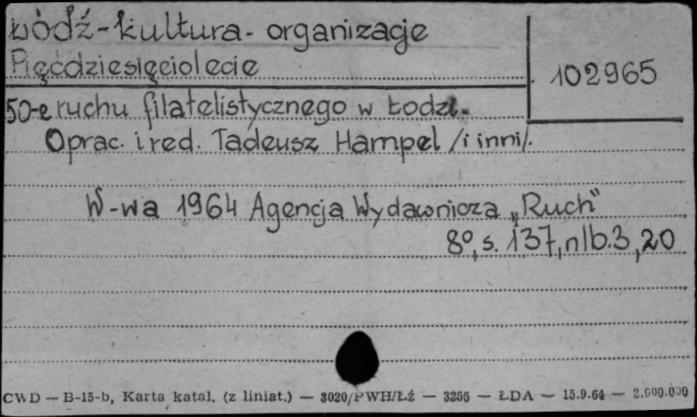 Łódź-kultura-organizacje
Pięćdziesięciolecie
102965
50-e ruchu filatelistycznego w Łodzi.
Oprac. i red. Tadeusz Hampel /i inni/.
W-wa 1964 Agencja Wydawnicza „Ruch"
8°, s. 137, nlb. 3, 20
CWD — B-15-b, Karta katal. (z liniat.) — 3020/PWH/Łź — 3256 — ŁDA — 15.9.64 — 2.000.000